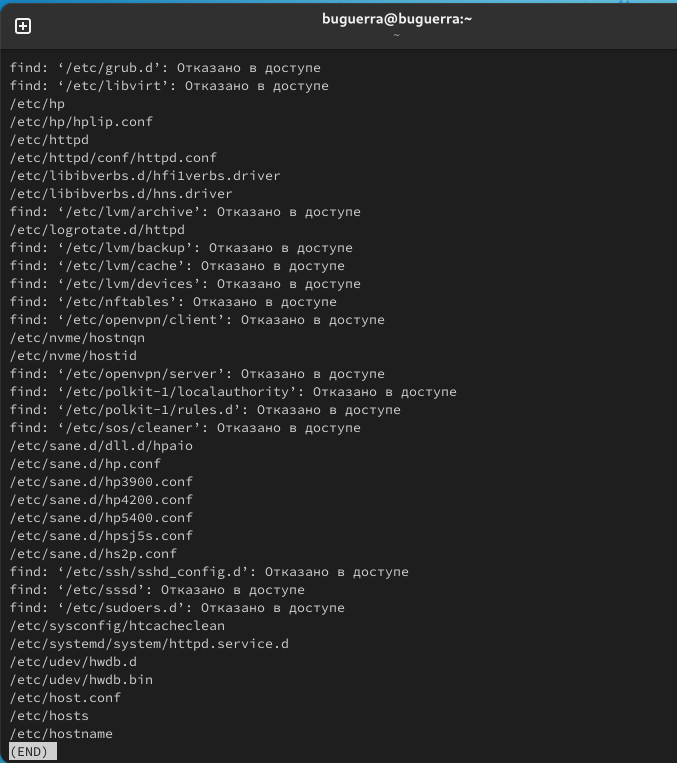 buguerra@buguerra:~
~
find: ‘/etc/grub.d’: Отказано в доступе
find: ‘/etc/libvirt’: Отказано в доступе
/etc/hp
/etc/hp/hplip.conf
/etc/httpd
/etc/httpd/conf/httpd.conf
/etc/libibverbs.d/hfi1verbs.driver
/etc/libibverbs.d/hns.driver
find: ‘/etc/lvm/archive’: Отказано в доступе
/etc/logrotate.d/httpd
find: ‘/etc/lvm/backup’: Отказано в доступе
find: ‘/etc/lvm/cache’: Отказано в доступе
find: ‘/etc/lvm/devices’: Отказано в доступе
find: ‘/etc/nftables’: Отказано в доступе
find: ‘/etc/openvpn/client’: Отказано в доступе
/etc/nvme/hostnqn
/etc/nvme/hostid
find: ‘/etc/openvpn/server’: Отказано в доступе
find: ‘/etc/polkit-1/localauthority’: Отказано в доступе
find: ‘/etc/polkit-1/rules.d’: Отказано в доступе
find: ‘/etc/sos/cleaner’: Отказано в доступе
/etc/sane.d/dll.d/hpaio
/etc/sane.d/hp.conf
/etc/sane.d/hp3900.conf
/etc/sane.d/hp4200.conf
/etc/sane.d/hp5400.conf
/etc/sane.d/hpsj5s.conf
/etc/sane.d/hs2p.conf
find: ‘/etc/ssh/sshd_config.d’: Отказано в доступе
find: ‘/etc/sssd’: Отказано в доступе
find: ‘/etc/sudoers.d’: Отказано в доступе
/etc/sysconfig/htcacheclean
/etc/systemd/system/httpd.service.d
/etc/udev/hwdb.d
/etc/udev/hwdb.bin
/etc/host.conf
/etc/hosts
/etc/hostname
(END)